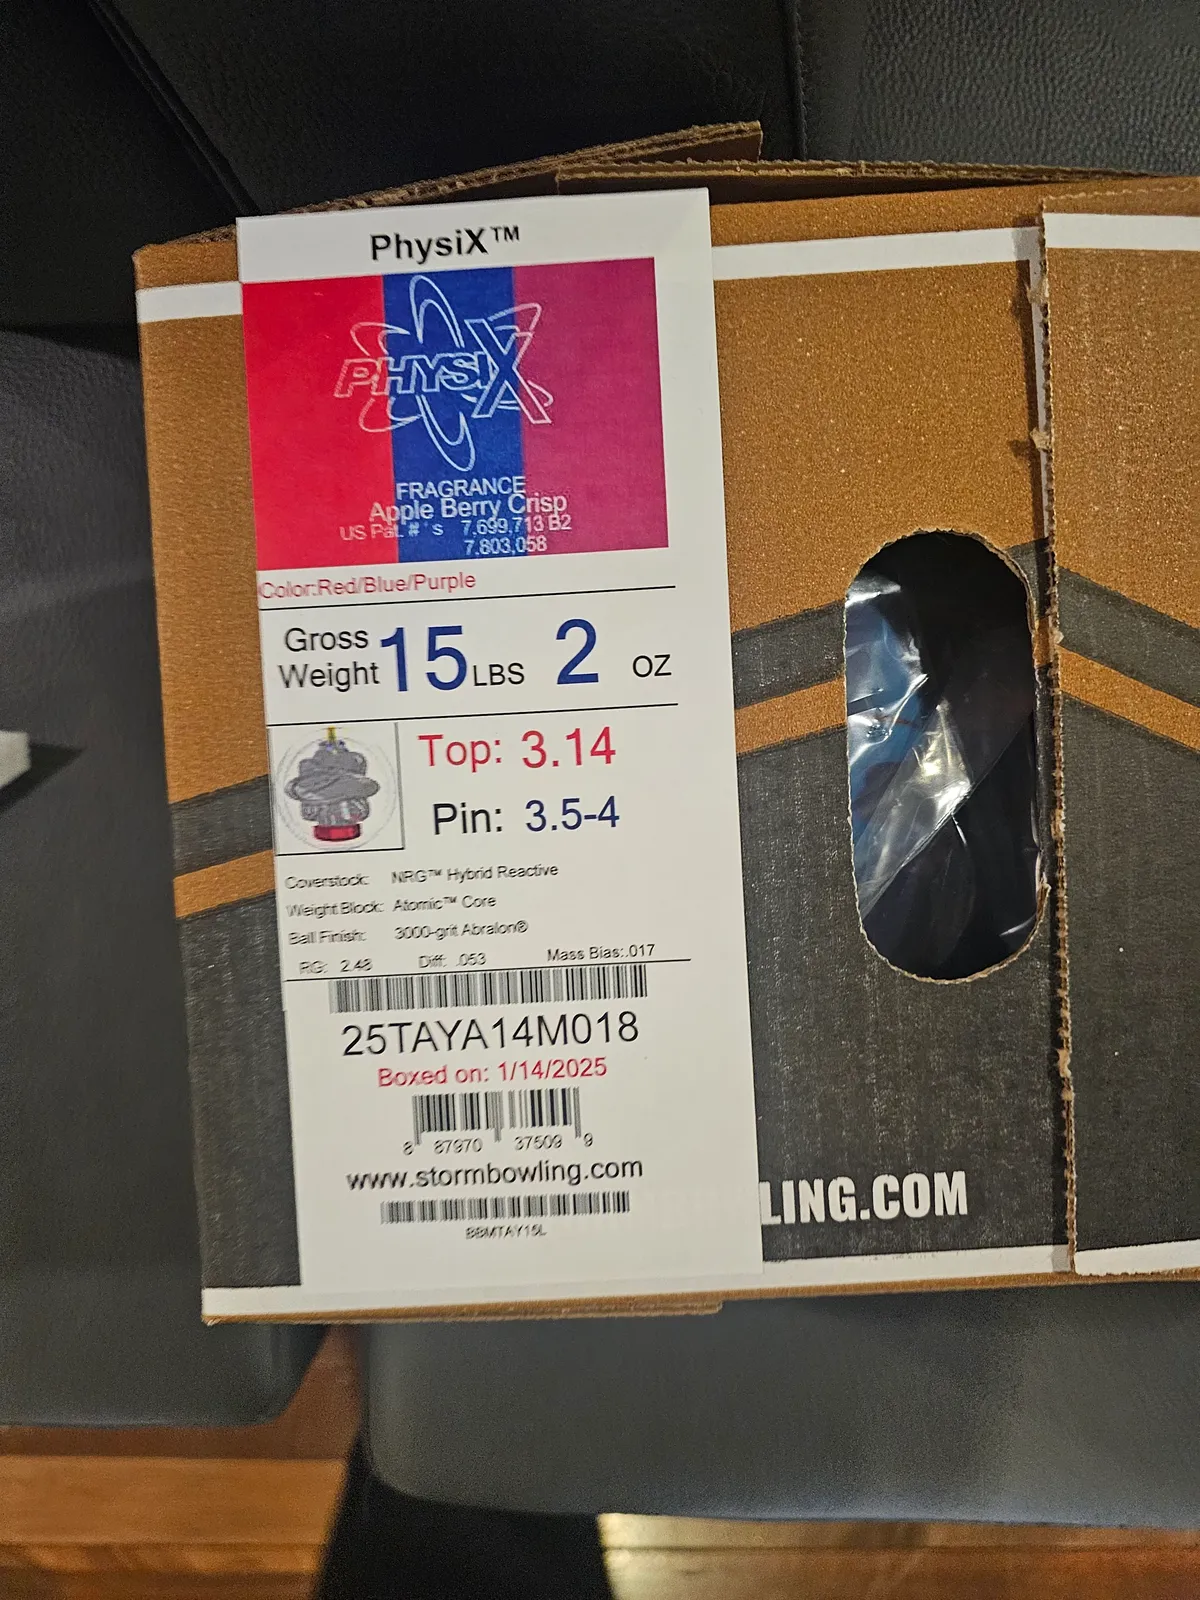 PhysiX™
PHYSIX
FRAGRANCE
Apple Berry Crisp
US Pat. # ' s 7,699,713 B2
7,803,058
Color:Red/Blue/Purple
Gross Weight 15 LBS 2 OZ
Top: 3.14
Pin: 3.5-4
Coverstock: NRG™ Hybrid Reactive
Weight Block: Atomic™ Core
Ball Finish: 3000-grit Abralon®
RG: 2.48 Diff: .053 Mass Bias:.017
25TAYA14M018
Boxed on: 1/14/2025
8 87970 37509 9
www.stormbowling.com
BBMTAY15L
LING.COM